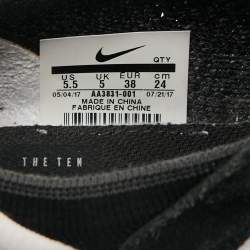 QTY
US UK EUR cm
5.5 5 38 24
05/04/17 AA3831-001 07/21/17
MADE IN CHINA
FABRIQUE EN CHINE
THE TEN